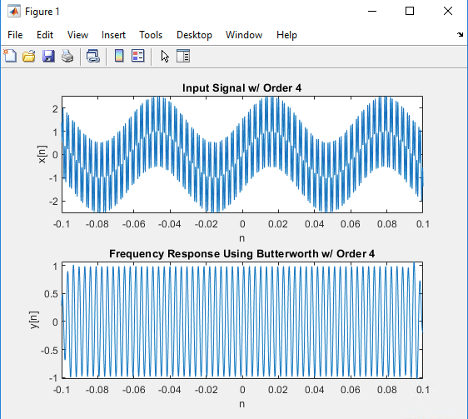 Figure 1
File Edit View Insert Tools Desktop Window Help
Input Signal w/ Order 4
x[n]
2
1
0
-1
-2
-0.1 -0.08 -0.06 -0.04 -0.02 0 0.02 0.04 0.06 0.08 0.1
n
Frequency Response Using Butterworth w/ Order 4
y[n]
1
0.5
0
-0.5
-1
-0.1 -0.08 -0.06 -0.04 -0.02 0 0.02 0.04 0.06 0.08 0.1
n